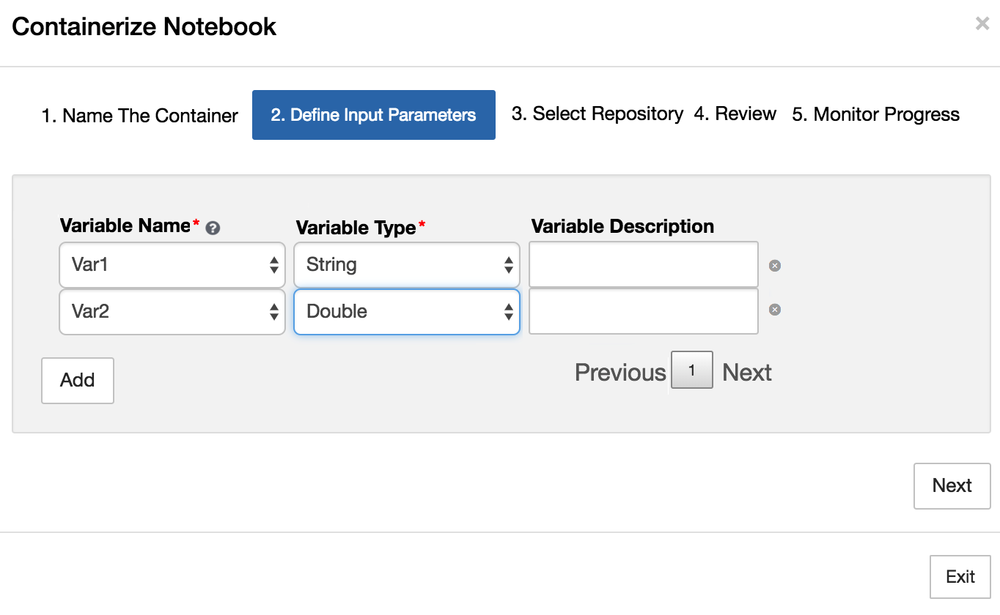 Containerize Notebook
×
1. Name The Container 2. Define Input Parameters 3. Select Repository 4. Review 5. Monitor Progress
Variable Name* ? Variable Type* Variable Description
Var1 String
Var2 Double
Add Previous 1 Next
Next
Exit